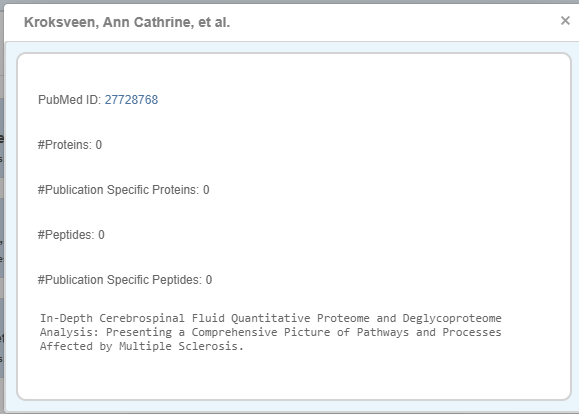 Kroksveen, Ann Cathrine, et al.
×
PubMed ID: 27728768
#Proteins: 0
#Publication Specific Proteins: 0
#Peptides: 0
#Publication Specific Peptides: 0
In-Depth Cerebrospinal Fluid Quantitative Proteome and Deglycoproteome
Analysis: Presenting a Comprehensive Picture of Pathways and Processes
Affected by Multiple Sclerosis.